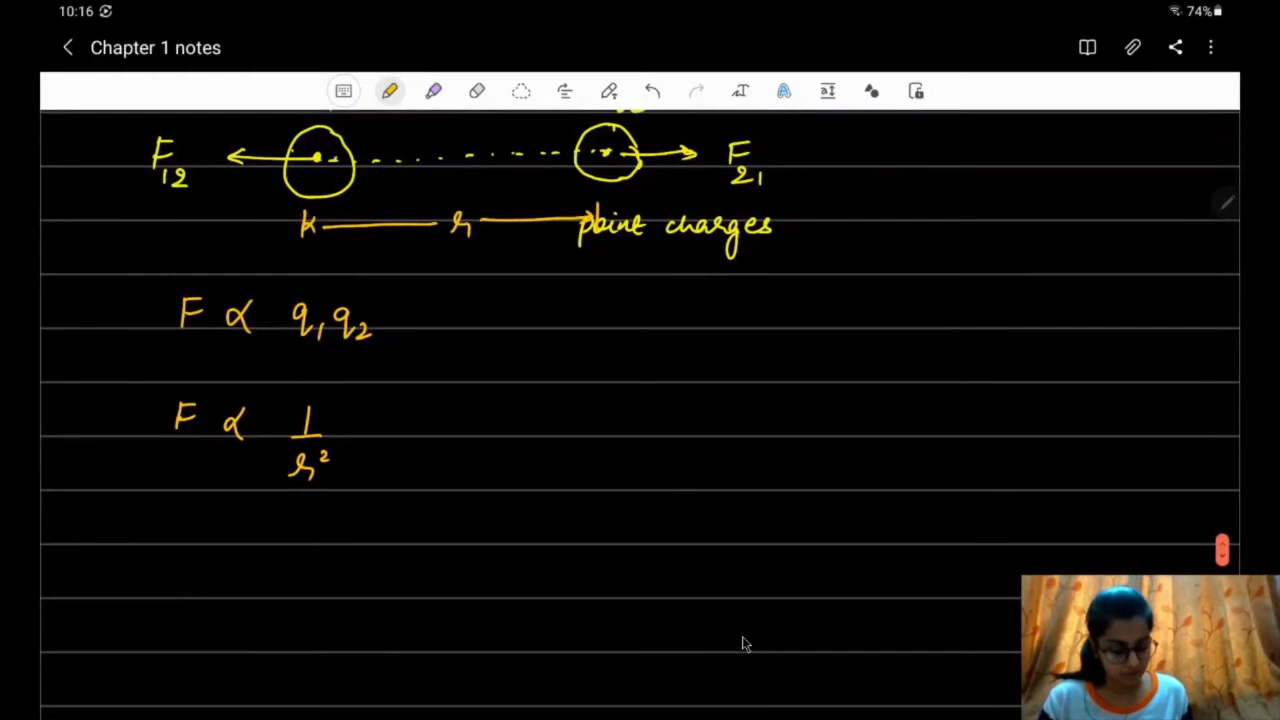 10:16
74%
Chapter 1 notes
F12
F21
r
point charges
F ∝ q1q2
F ∝ 1/r²